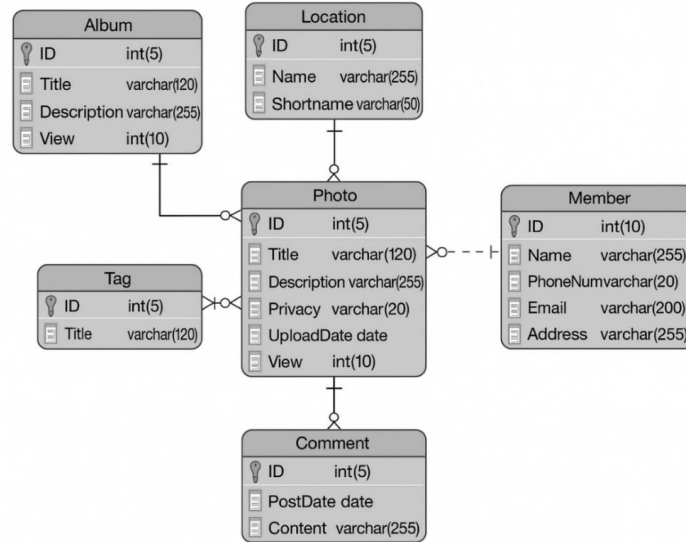 Album
ID int(5)
Title varchar(120)
Description varchar(255)
View int(10)
Location
ID int(5)
Name varchar(255)
Shortname varchar(50)
Photo
ID int(5)
Title varchar(120)
Description varchar(255)
Privacy varchar(20)
UploadDate date
View int(10)
Member
ID int(10)
Name varchar(255)
PhoneNumvarchar(20)
Email varchar(200)
Address varchar(255)
Tag
ID int(5)
Title varchar(120)
Comment
ID int(5)
PostDate date
Content varchar(255)